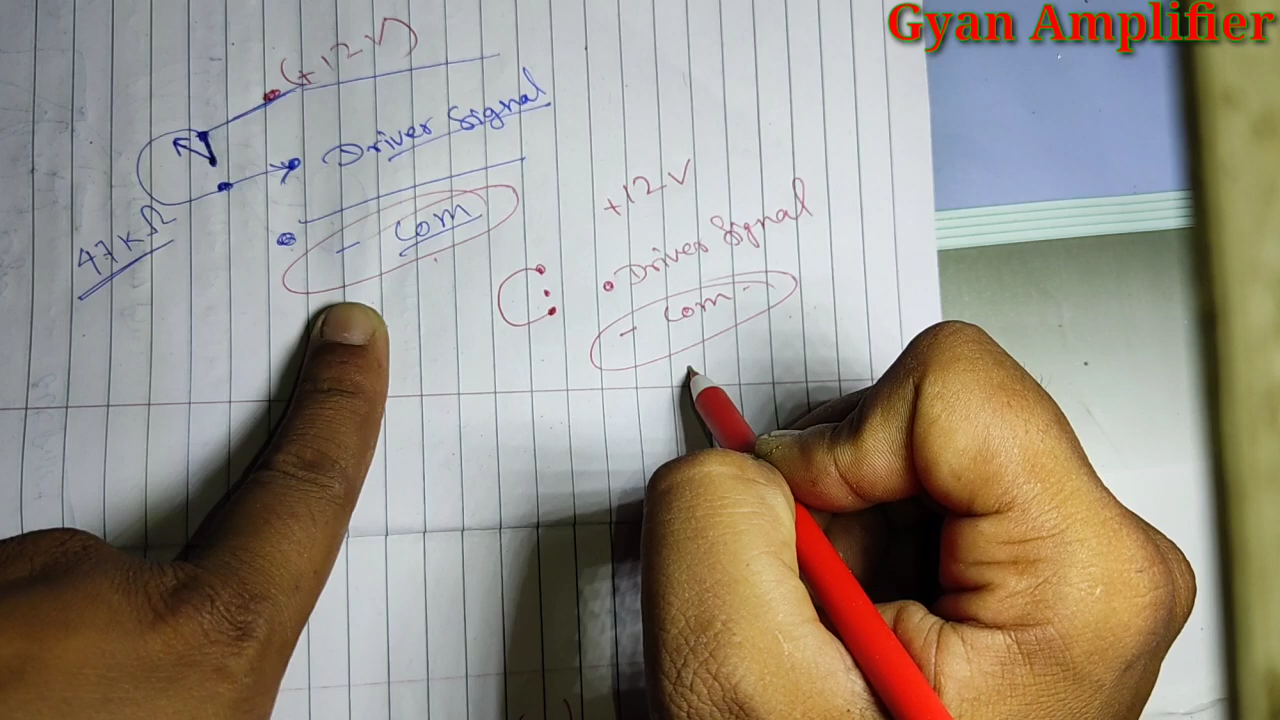 Gyan Amplifier
(+12V)
Driver Signal
47KΩ
- Com
+12V
Driver Signal
- Com -